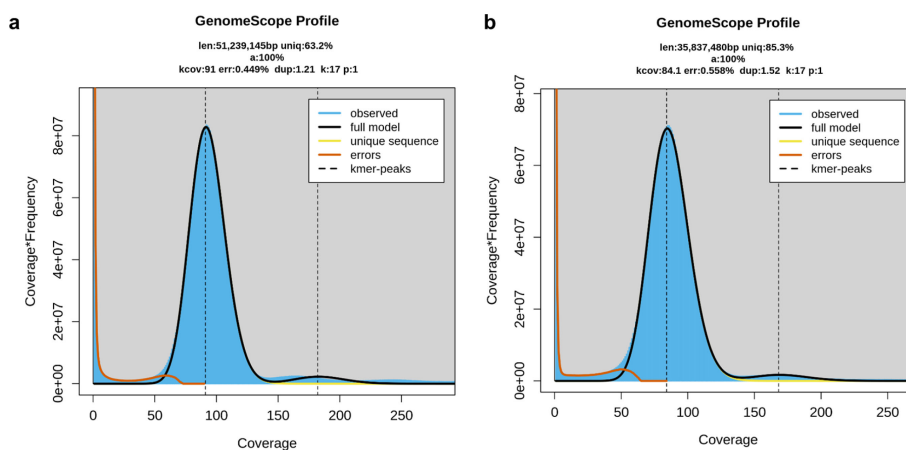 a
GenomeScope Profile
len:51,239,145bp uniq:63.2%
a:100%
kcov:91 err:0.449% dup:1.21 k:17 p:1
observed
full model
unique sequence
errors
kmer-peaks
Coverage*Frequency
0e+00
2e+07
4e+07
6e+07
8e+07
0
50
100
150
200
250
Coverage
b
GenomeScope Profile
len:35,837,480bp uniq:85.3%
a:100%
kcov:84.1 err:0.558% dup:1.52 k:17 p:1
observed
full model
unique sequence
errors
kmer-peaks
Coverage*Frequency
0e+00
2e+07
4e+07
6e+07
8e+07
0
50
100
150
200
250
Coverage